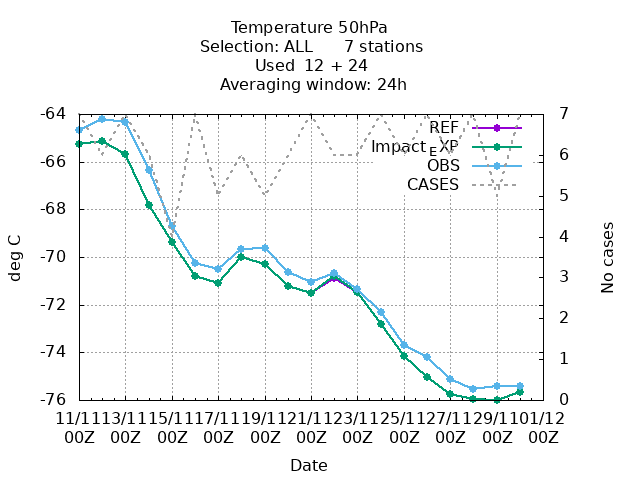 Temperature 50hPa
Selection: ALL 7 stations
Used 12 + 24
Averaging window: 24h
REF
Impact_EXP
OBS
CASES
-64
-66
-68
-70
-72
-74
-76
7
6
5
4
3
2
1
0
deg C
No cases
11/11 13/11 15/11 17/11 19/11 21/11 23/11 25/11 27/11 29/11 01/12
00Z 00Z 00Z 00Z 00Z 00Z 00Z 00Z 00Z 00Z 00Z
Date